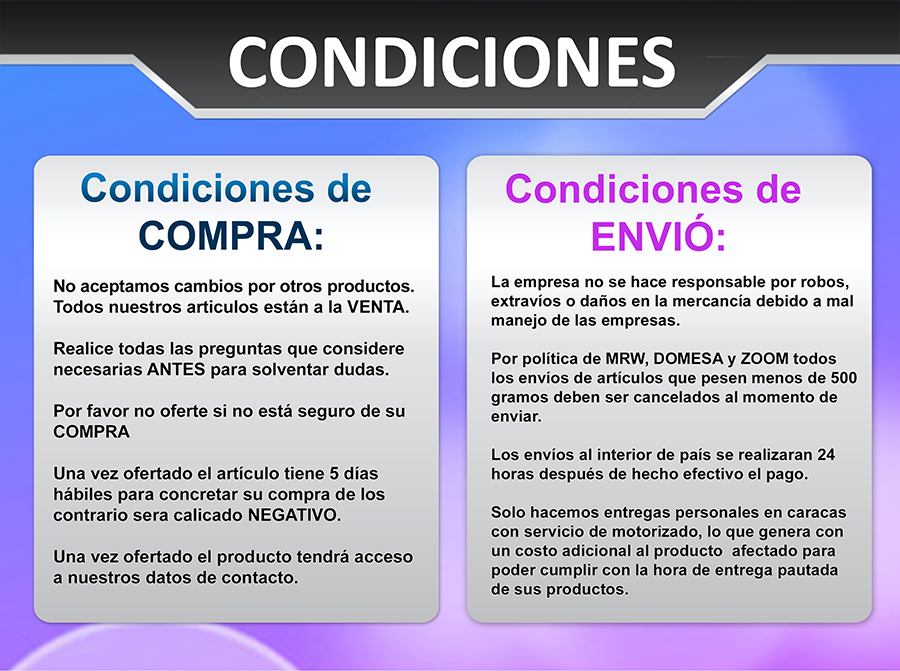 CONDICIONES
Condiciones de
COMPRA:
No aceptamos cambios por otros productos.
Todos nuestros articulos están a la VENTA.
Realice todas las preguntas que considere
necesarias ANTES para solventar dudas.
Por favor no oferte si no está seguro de su
COMPRA
Una vez ofertado el artículo tiene 5 días
hábiles para concretar su compra de los
contrario sera calicado NEGATIVO.
Una vez ofertado el producto tendrá acceso
a nuestros datos de contacto.
Condiciones de
ENVIÓ:
La empresa no se hace responsable por robos,
extravíos o daños en la mercancía debido a mal
manejo de las empresas.
Por política de MRW, DOMESA y ZOOM todos
los envíos de artículos que pesen menos de 500
gramos deben ser cancelados al momento de
enviar.
Los envíos al interior de país se realizaran 24
horas después de hecho efectivo el pago.
Solo hacemos entregas personales en caracas
con servicio de motorizado, lo que genera con
un costo adicional al producto  afectado para
poder cumplir con la hora de entrega pautada
de sus productos.